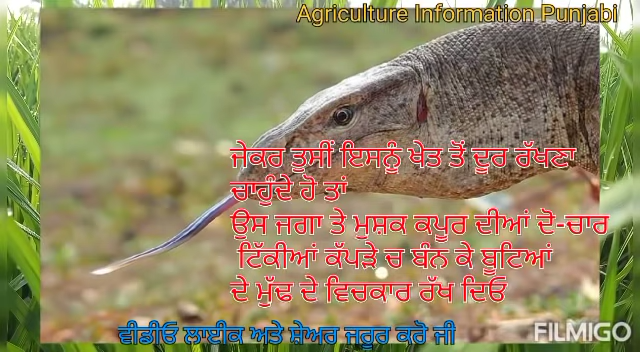 Agriculture Information Punjabi
ਜੇਕਰ ਤੁਸੀਂ ਇਸਨੂੰ ਖੇਤ ਤੋਂ ਦੂਰ ਰੱਖਣਾ
ਚਾਹੁੰਦੇ ਹੋ ਤਾਂ
ਉਸ ਜਗਾ ਤੇ ਮੁਸ਼ਕ ਕਪੂਰ ਦੀਆਂ ਦੋ-ਚਾਰ
ਟਿੱਕੀਆਂ ਕੱਪੜੇ ਚ ਬੰਨ ਕੇ ਬੂਟਿਆਂ
ਦੇ ਮੁੱਢ ਦੇ ਵਿਚਕਾਰ ਰੱਖ ਦਿਓ
ਵੀਡੀਓ ਲਾਈਕ ਅਤੇ ਸ਼ੇਅਰ ਜਰੂਰ ਕਰੋ ਜੀ
FILMIGO